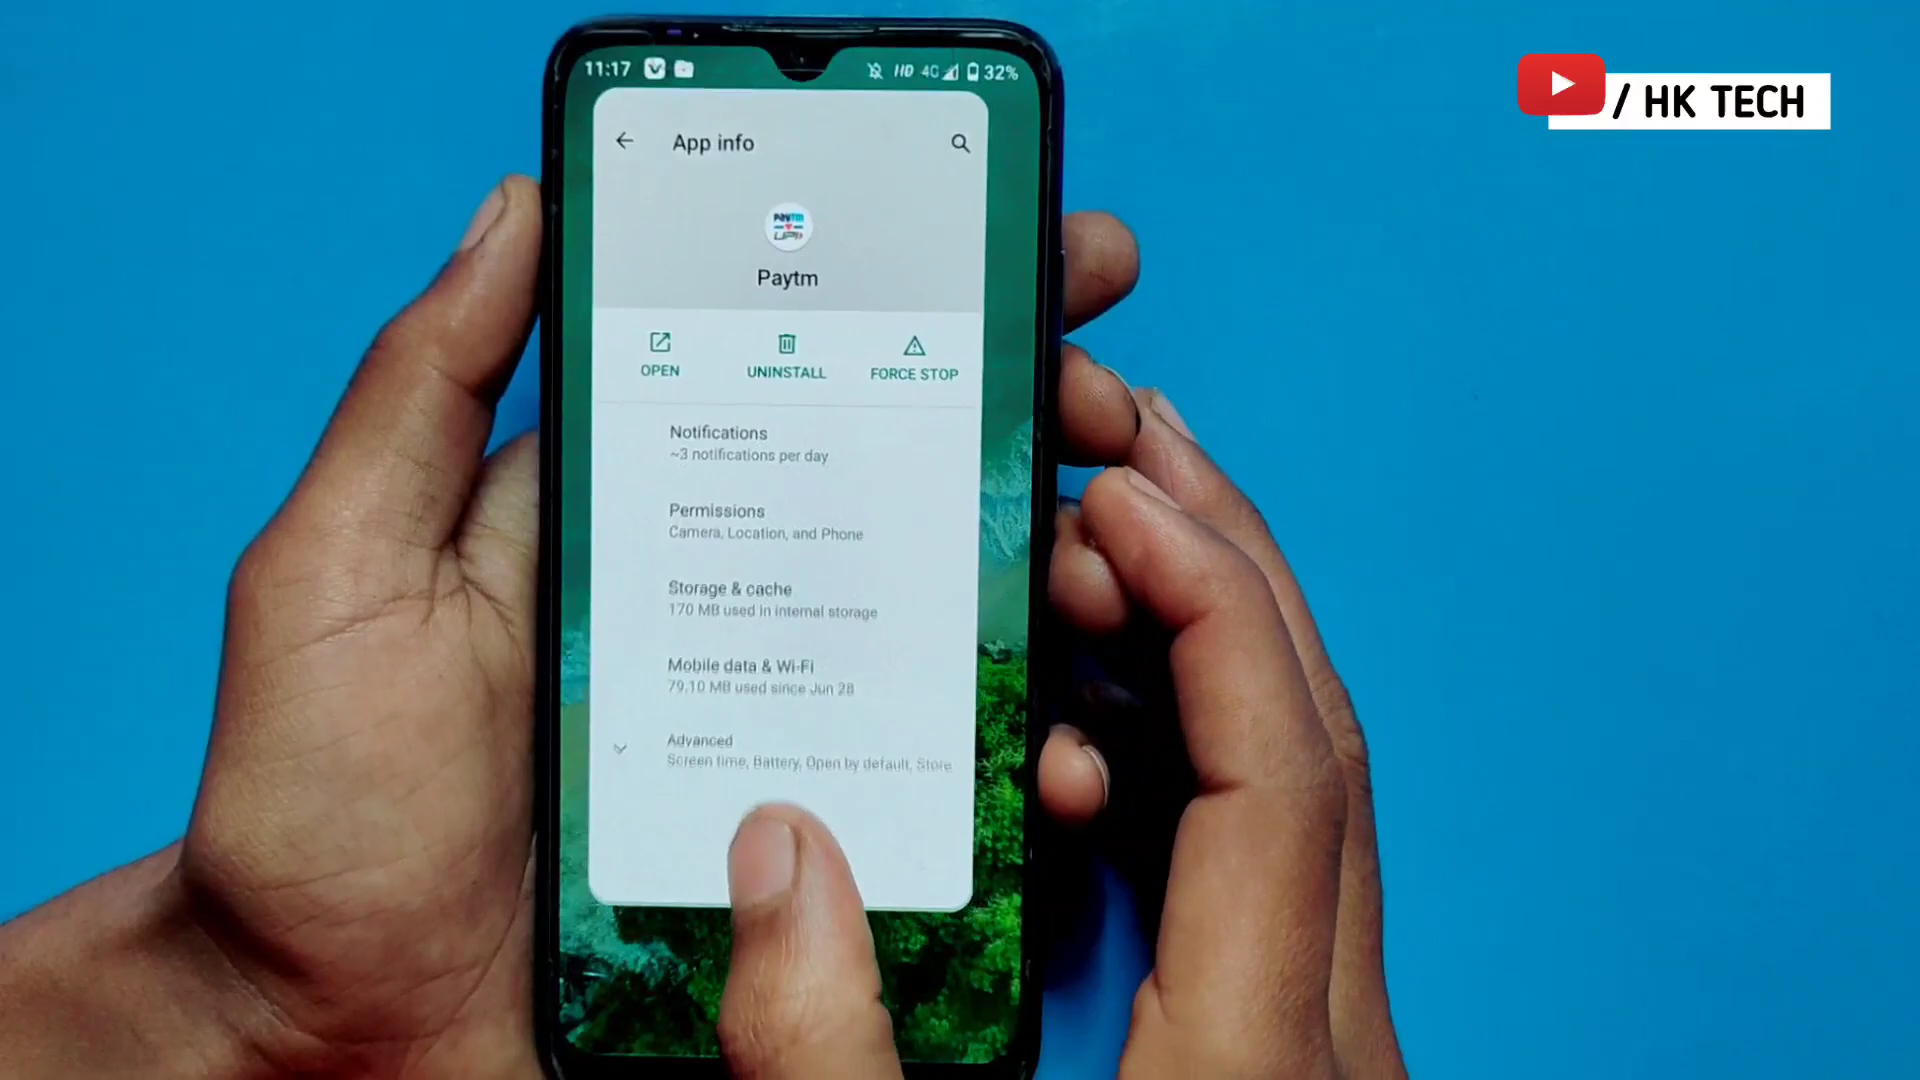 11:17 HD 4G 32%
/ HK TECH
App info
Paytm
UPI
Paytm
OPEN UNINSTALL FORCE STOP
Notifications
~3 notifications per day
Permissions
Camera, Location, and Phone
Storage & cache
170 MB used in internal storage
Mobile data & Wi-Fi
79.10 MB used since Jun 28
Advanced
Screen time, Battery, Open by default, Store